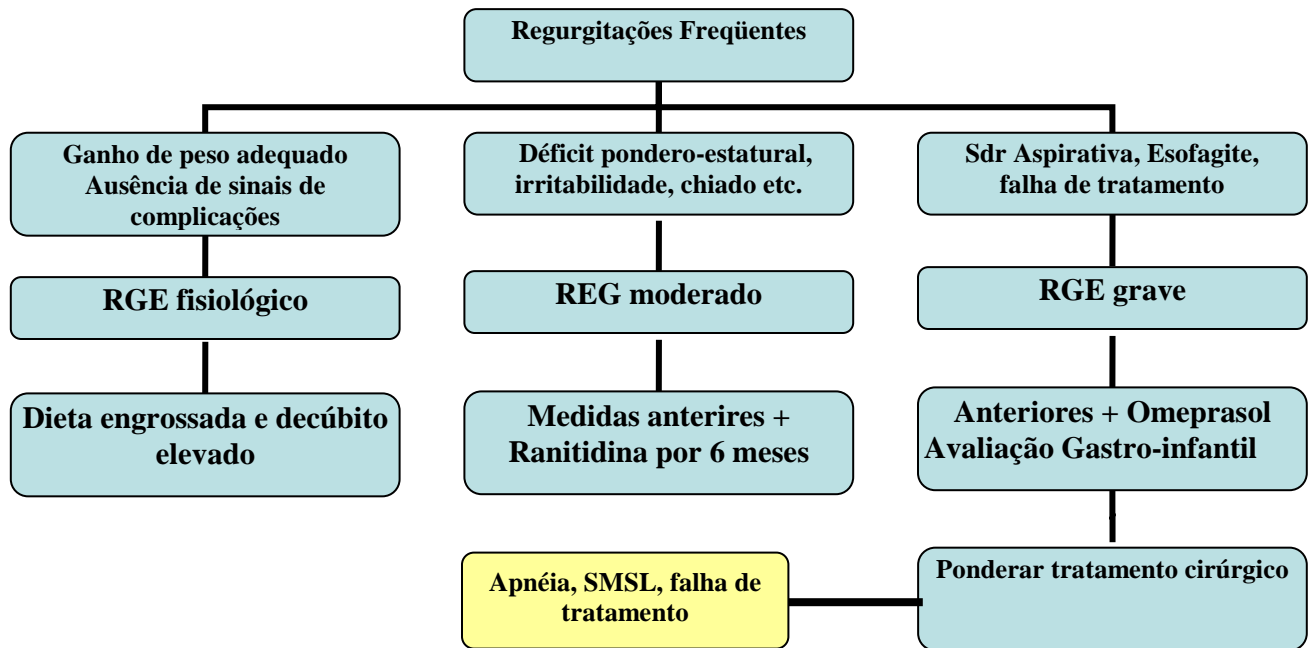 Regurgitações Freqüentes
Ganho de peso adequado
Ausência de sinais de
complicações
Déficit pondero-estatural,
irritabilidade, chiado etc.
Sdr Aspirativa, Esofagite,
falha de tratamento
RGE fisiológico
REG moderado
RGE grave
Dieta engrossada e decúbito
elevado
Medidas anterires +
Ranitidina por 6 meses
Anteriores + Omeprasol
Avaliação Gastro-infantil
Apnéia, SMSL, falha de
tratamento
Ponderar tratamento cirúrgico